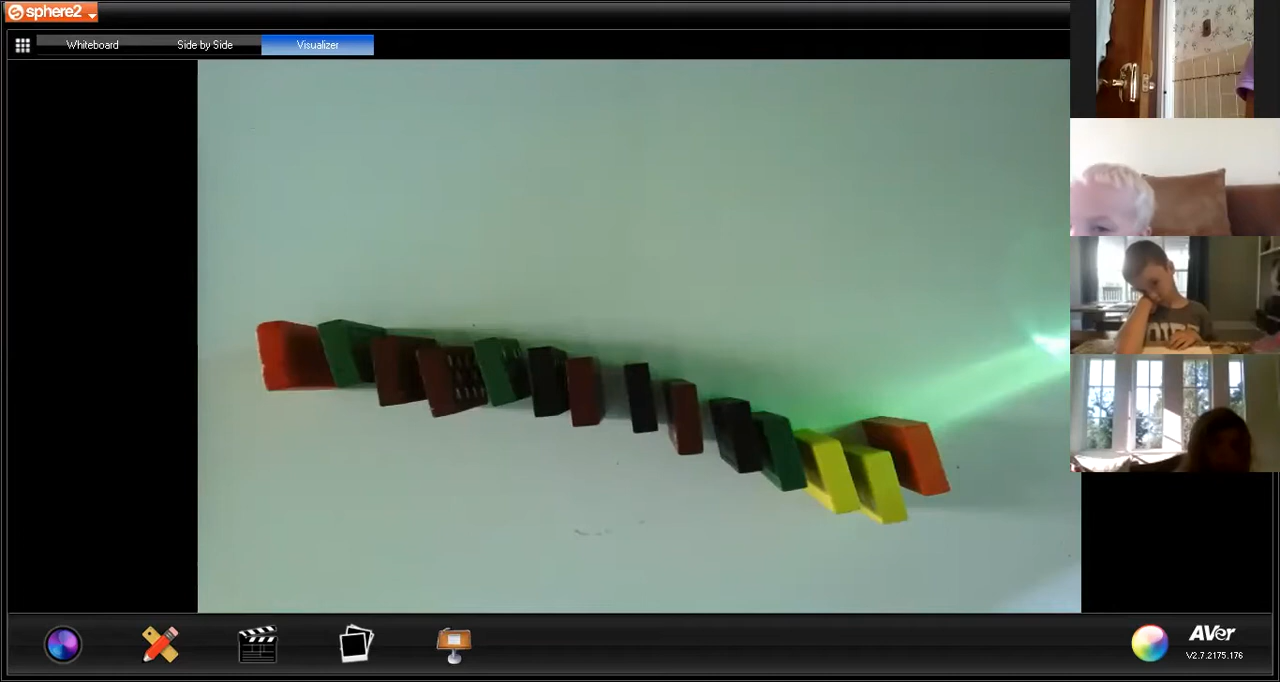 sphere2
Whiteboard
Side by Side
Visualizer
AVer
V2.7.2175.176